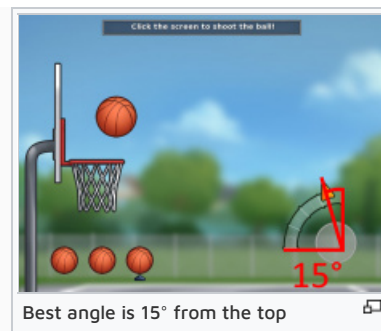 Click the screen to shoot the ball!
15°
Best angle is 15° from the top